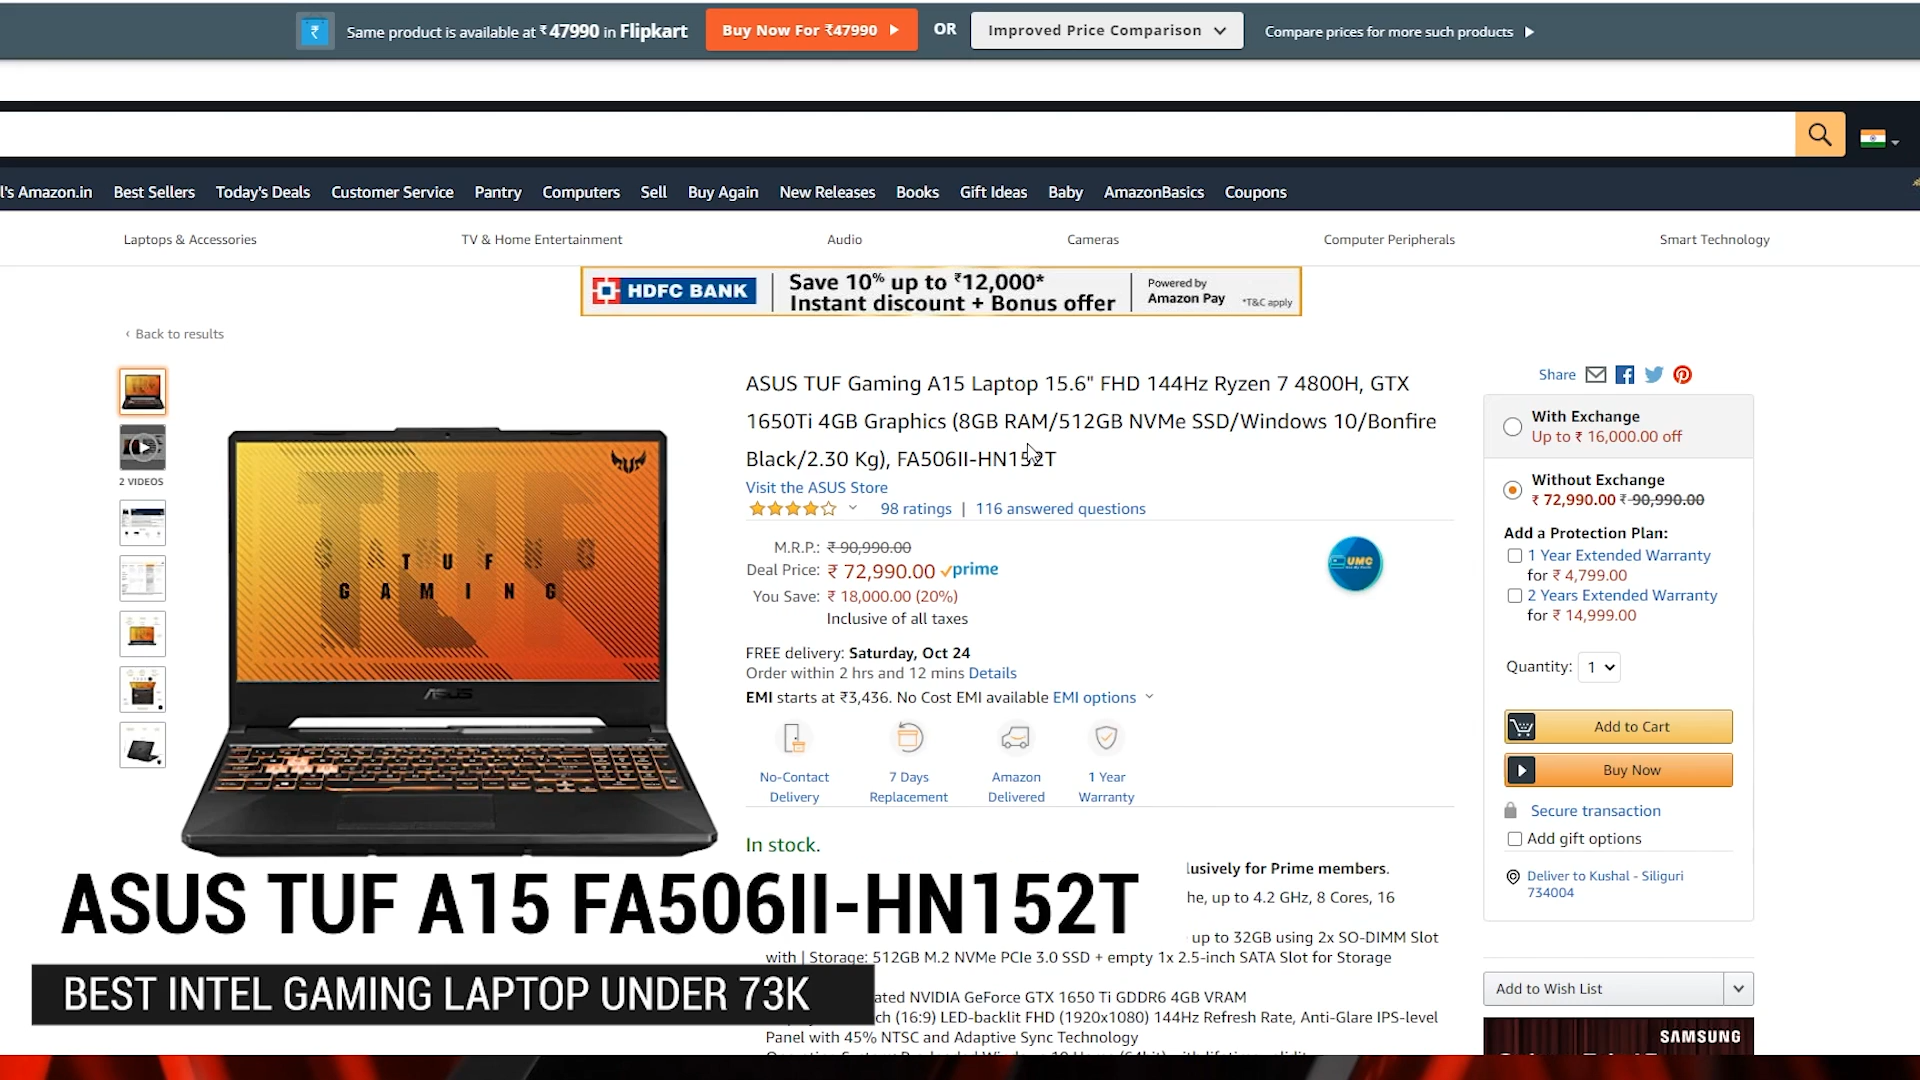 Same product is available at ₹47990 in Flipkart
Buy Now For ₹47990
OR
Improved Price Comparison
Compare prices for more such products
l's Amazon.in Best Sellers Today's Deals Customer Service Pantry Computers Sell Buy Again New Releases Books Gift Ideas Baby AmazonBasics Coupons
Laptops & Accessories TV & Home Entertainment Audio Cameras Computer Peripherals Smart Technology
HDFC BANK
Save 10% up to ₹12,000*
Instant discount + Bonus offer
Powered by
Amazon Pay
*T&C apply
‹ Back to results
2 VIDEOS
TUF
GAMING
ASUS
ASUS TUF Gaming A15 Laptop 15.6" FHD 144Hz Ryzen 7 4800H, GTX
1650Ti 4GB Graphics (8GB RAM/512GB NVMe SSD/Windows 10/Bonfire
Black/2.30 Kg), FA506II-HN152T
Visit the ASUS Store
98 ratings | 116 answered questions
M.R.P.: ₹ 90,990.00
Deal Price: ₹ 72,990.00 prime
You Save: ₹ 18,000.00 (20%)
Inclusive of all taxes
UMC
FREE delivery: Saturday, Oct 24
Order within 2 hrs and 12 mins Details
EMI starts at ₹3,436. No Cost EMI available EMI options
No-Contact
Delivery
7 Days
Replacement
Amazon
Delivered
1 Year
Warranty
In stock.
lusively for Prime members.
he, up to 4.2 GHz, 8 Cores, 16
up to 32GB using 2x SO-DIMM Slot
with | Storage: 512GB M.2 NVMe PCIe 3.0 SSD + empty 1x 2.5-inch SATA Slot for Storage
ated NVIDIA GeForce GTX 1650 Ti GDDR6 4GB VRAM
ch (16:9) LED-backlit FHD (1920x1080) 144Hz Refresh Rate, Anti-Glare IPS-level
Panel with 45% NTSC and Adaptive Sync Technology
Share
With Exchange
Up to ₹ 16,000.00 off
Without Exchange
₹ 72,990.00 ₹ 90,990.00
Add a Protection Plan:
1 Year Extended Warranty
for ₹ 4,799.00
2 Years Extended Warranty
for ₹ 14,999.00
Quantity: 1
Add to Cart
Buy Now
Secure transaction
Add gift options
Deliver to Kushal - Siliguri
734004
Add to Wish List
SAMSUNG
ASUS TUF A15 FA506II-HN152T
BEST INTEL GAMING LAPTOP UNDER 73K